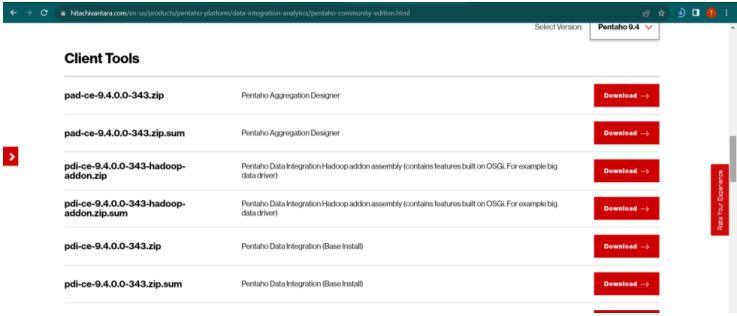 hitachivantara.com/en-us/products/pentaho-platform/data-integration-analytics/pentaho-community-edition.html
T
Select Version: Pentaho 9.4
Client Tools
pad-ce-9.4.0.0-343.zip Pentaho Aggregation Designer Download →
pad-ce-9.4.0.0-343.zip.sum Pentaho Aggregation Designer Download →
pdi-ce-9.4.0.0-343-hadoop-
addon.zip
Pentaho Data Integration Hadoop addon assembly (contains features built on OSGi. For example big
data driver)
Download →
pdi-ce-9.4.0.0-343-hadoop-
addon.zip.sum
Pentaho Data Integration Hadoop addon assembly (contains features built on OSGi. For example big
data driver)
Download →
pdi-ce-9.4.0.0-343.zip Pentaho Data Integration (Base Install) Download →
pdi-ce-9.4.0.0-343.zip.sum Pentaho Data Integration (Base Install) Download →
Rate Your Experience